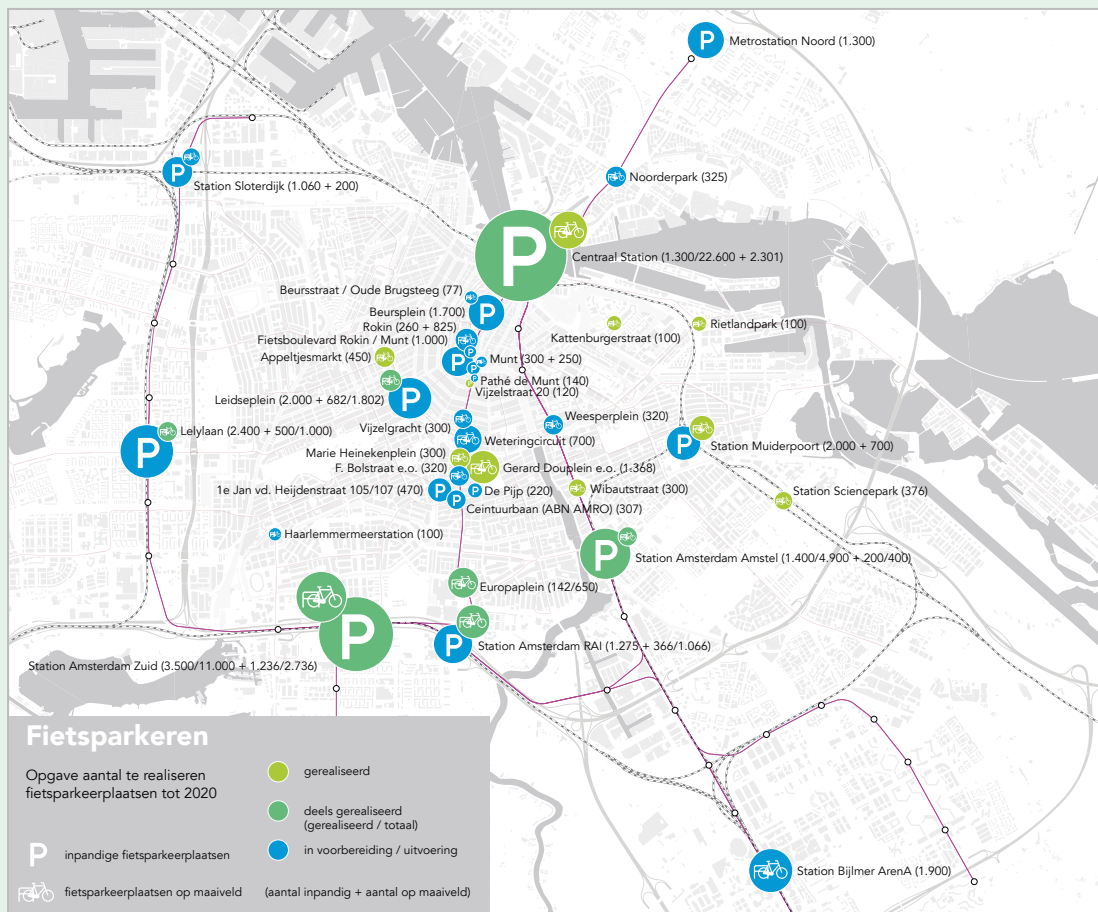 Metrostation Noord (1.300)
Noorderpark (325)
Station Sloterdijk (1.060 + 200)
Centraal Station (1.300/22.600 + 2.301)
Beursstraat / Oude Brugsteeg (77)
Beursplein (1.700)
Rokin (260 + 825)
Fietsboulevard Rokin / Munt (1.000)
Appeltjesmarkt (450)
Kattenburgerstraat (100)
Rietlandpark (100)
Munt (300 + 250)
Pathé de Munt (140)
Vijzelstraat 20 (120)
Leidseplein (2.000 + 682/1.802)
Vijzelgracht (300)
Weesperplein (320)
Lelylaan (2.400 + 500/1.000)
Weteringcircuit (700)
Station Muiderpoort (2.000 + 700)
Marie Heinekenplein (300)
F. Bolstraat e.o. (320)
Gerard Douplein e.o. (1.368)
1e Jan vd. Heijdenstraat 105/107 (470)
De Pijp (220)
Wibautstraat (300)
Station Sciencepark (376)
Ceintuurbaan (ABN AMRO) (307)
Haarlemmermeerstation (100)
Station Amsterdam Amstel (1.400/4.900 + 200/400)
Europaplein (142/650)
Station Amsterdam RAI (1.275 + 366/1.066)
Station Amsterdam Zuid (3.500/11.000 + 1.236/2.736)
Station Bijlmer ArenA (1.900)
Fietsparkeren
Opgave aantal te realiseren
fietsparkeerplaatsen tot 2020
P inpandige fietsparkeerplaatsen
fietsparkeerplaatsen op maaiveld
gerealiseerd
deels gerealiseerd
(gerealiseerd / totaal)
in voorbereiding / uitvoering
(aantal inpandig + aantal op maaiveld)